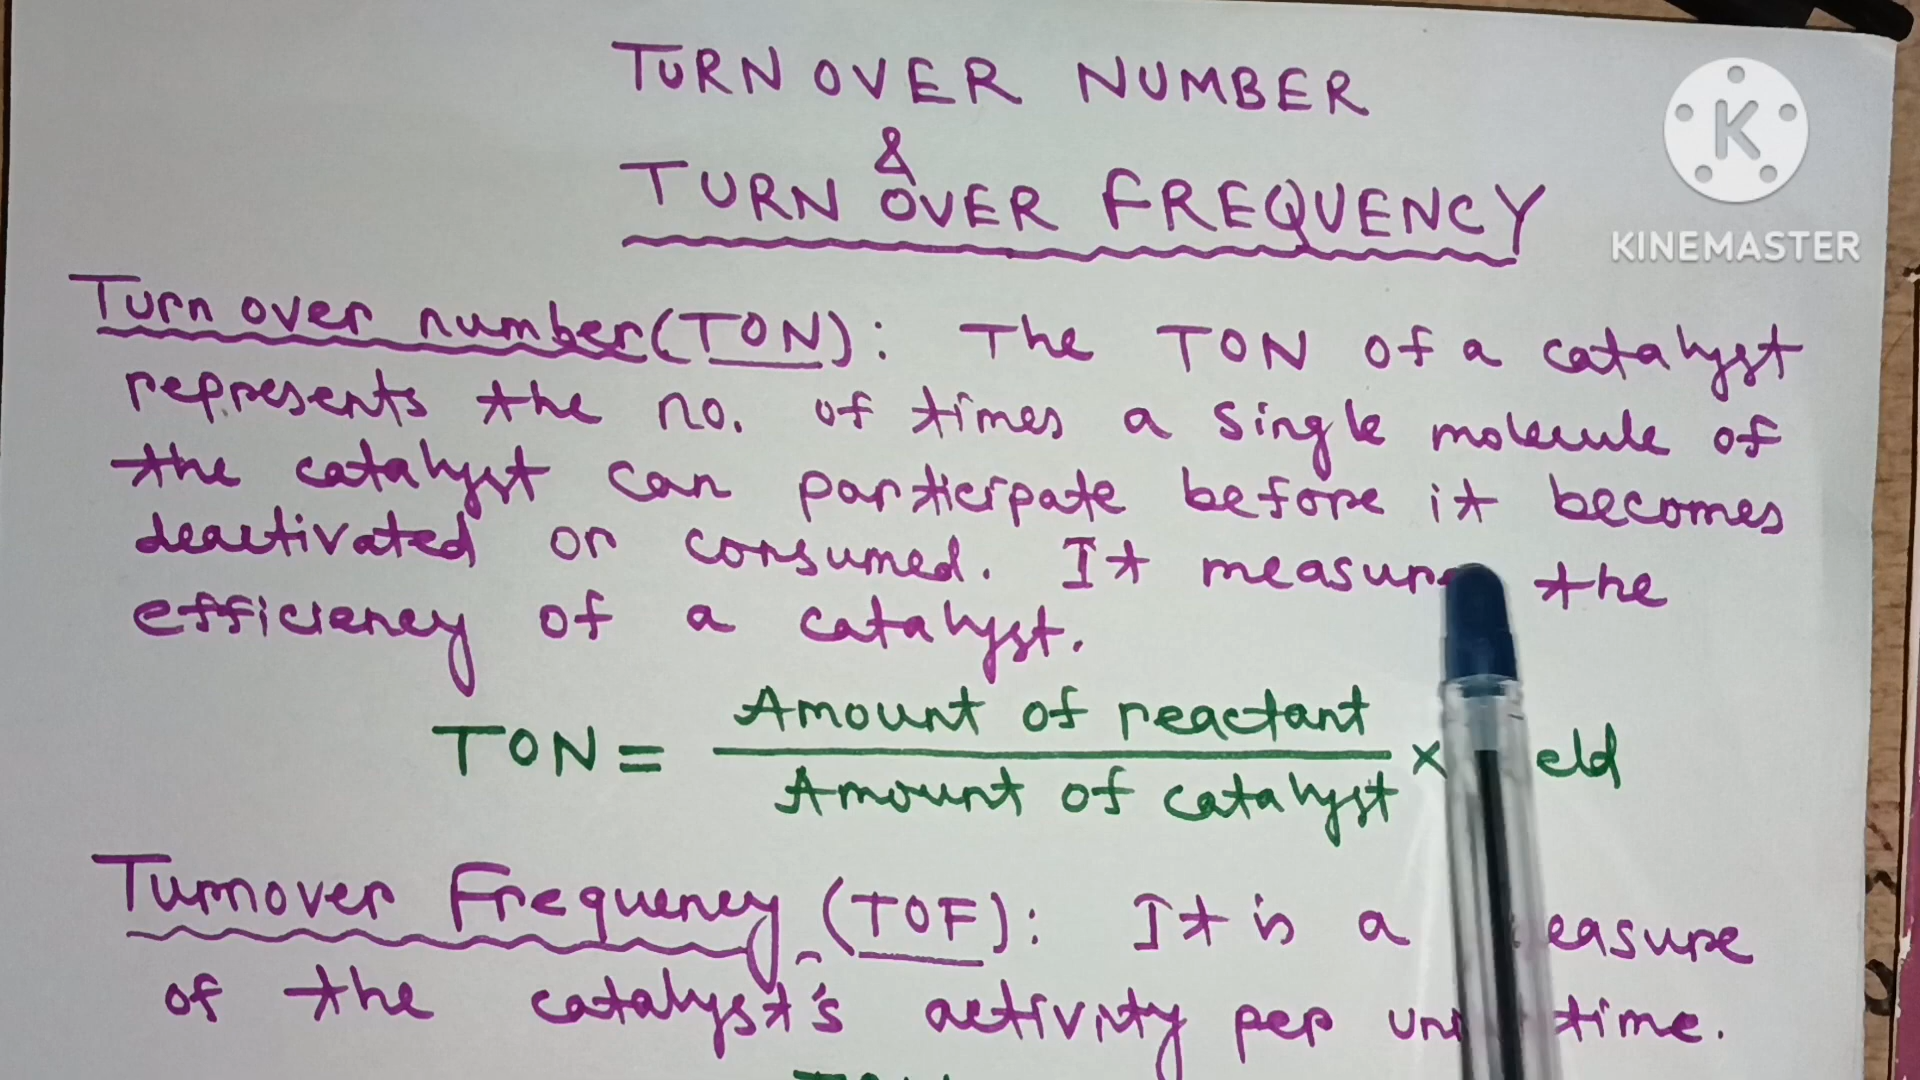 TURN OVER NUMBER
&
TURN OVER FREQUENCY
KINEMASTER
Turn over number (TON): The TON of a catalyst
represents the no. of times a single molecule of
the catalyst can participate before it becomes
deactivated or consumed. It measures the
efficiency of a catalyst.
TON = Amount of reactant
Amount of catalyst × eld
Turnover Frequency (TOF): It is a easure
of the catalyst's activity per uni time.